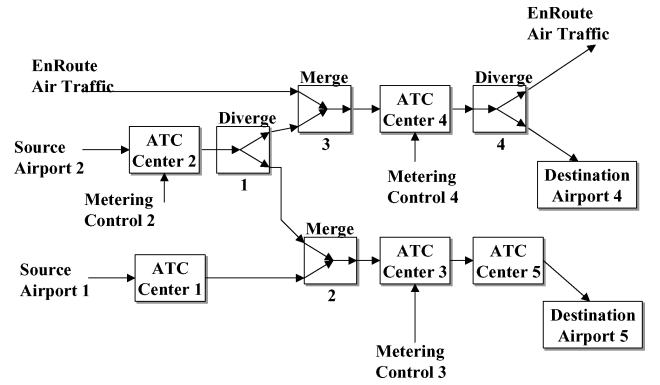 EnRoute
Air Traffic
EnRoute
Air Traffic
Merge
3
ATC
Center 4
Diverge
4
Source
Airport 2
ATC
Center 2
Diverge
1
Metering
Control 2
Metering
Control 4
Destination
Airport 4
Source
Airport 1
ATC
Center 1
Merge
2
ATC
Center 3
ATC
Center 5
Metering
Control 3
Destination
Airport 5